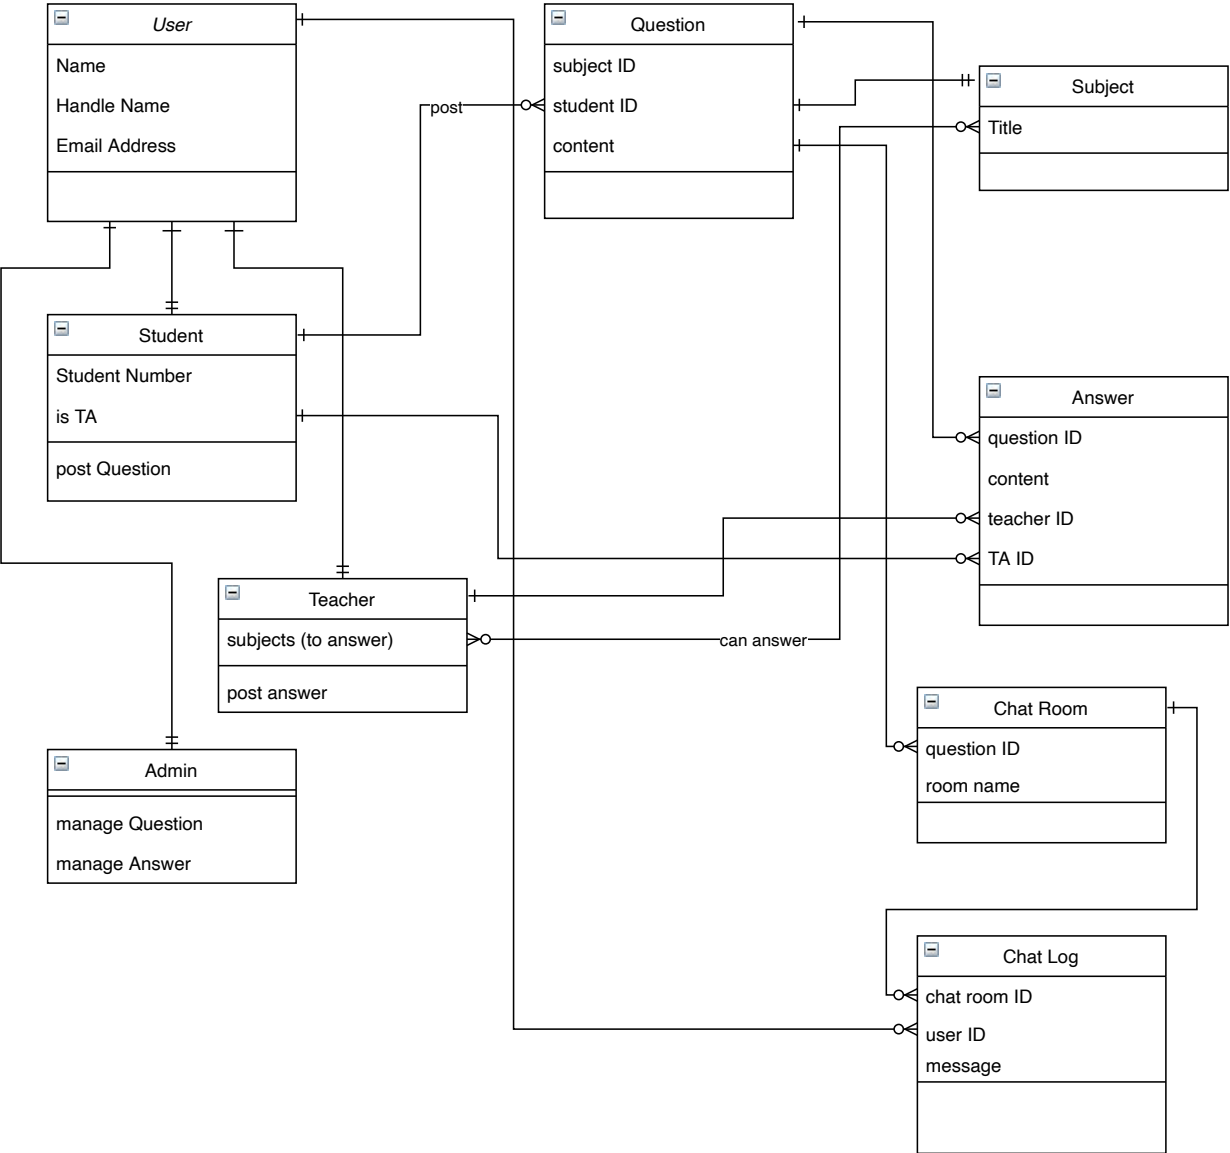 User
Name
Handle Name
Email Address
Question
subject ID
student ID
content
post
Subject
Title
Student
Student Number
is TA
post Question
Answer
question ID
content
teacher ID
TA ID
Teacher
subjects (to answer)
post answer
can answer
Chat Room
question ID
room name
Admin
manage Question
manage Answer
Chat Log
chat room ID
user ID
message